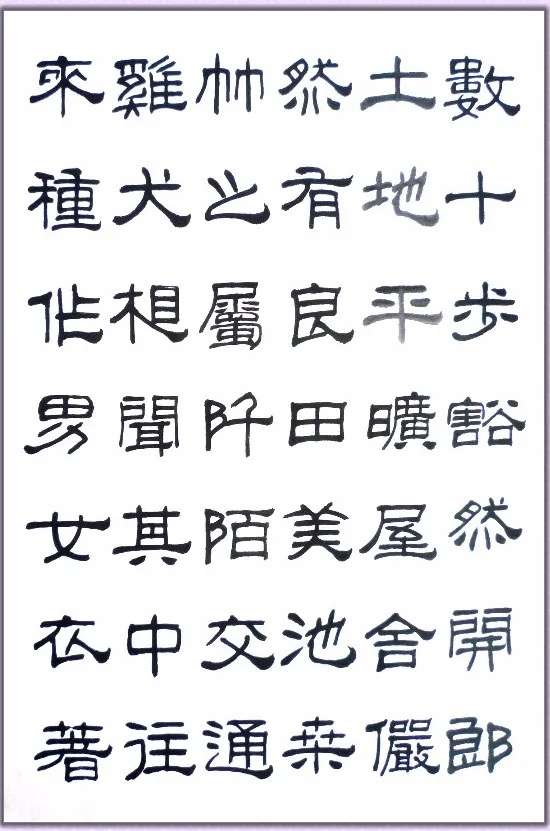 數十步豁然開郎
土地平曠屋舍儼
然有良田美池桒
竹之屬阡陌交通
雞犬相聞其中往
來種作男女衣著